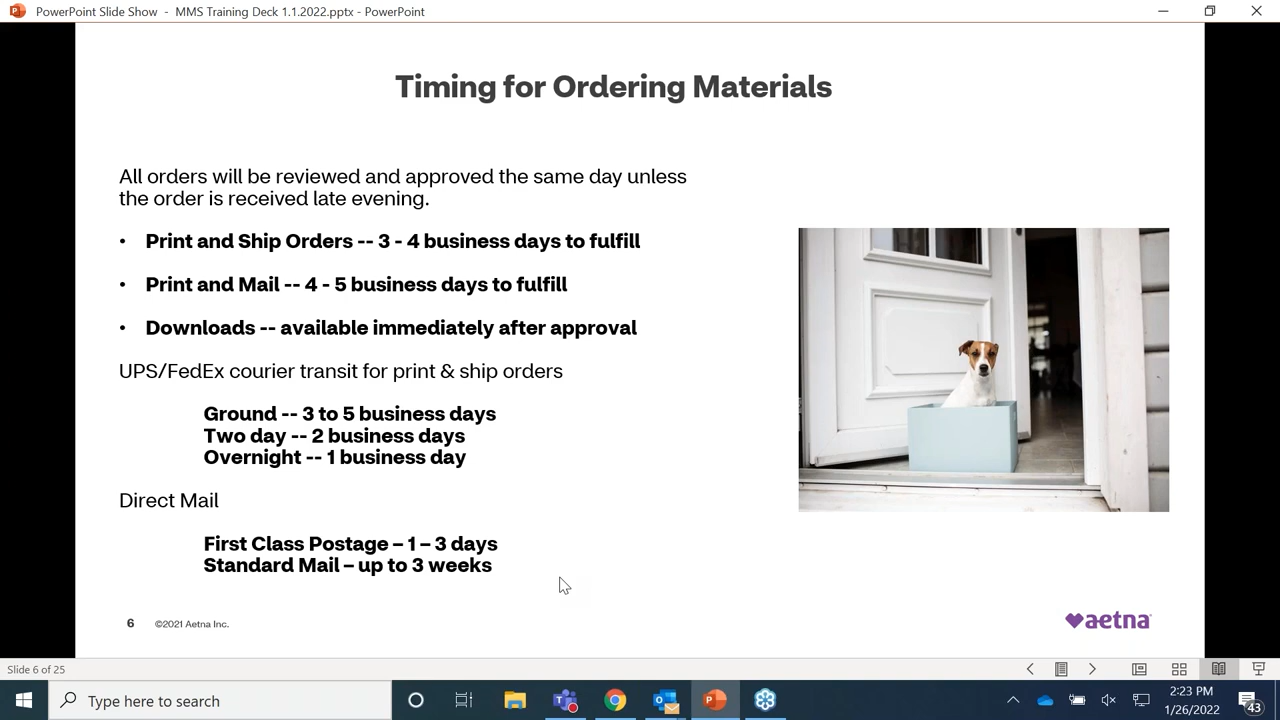 PowerPoint Slide Show - MMS Training Deck 1.1.2022.pptx - PowerPoint
Timing for Ordering Materials
All orders will be reviewed and approved the same day unless
the order is received late evening.
• Print and Ship Orders -- 3 - 4 business days to fulfill
• Print and Mail -- 4 - 5 business days to fulfill
• Downloads -- available immediately after approval
UPS/FedEx courier transit for print & ship orders
Ground -- 3 to 5 business days
Two day -- 2 business days
Overnight -- 1 business day
Direct Mail
First Class Postage – 1 – 3 days
Standard Mail – up to 3 weeks
6 ©2021 Aetna Inc.
aetna
Slide 6 of 25
Type here to search
2:23 PM
1/26/2022
43